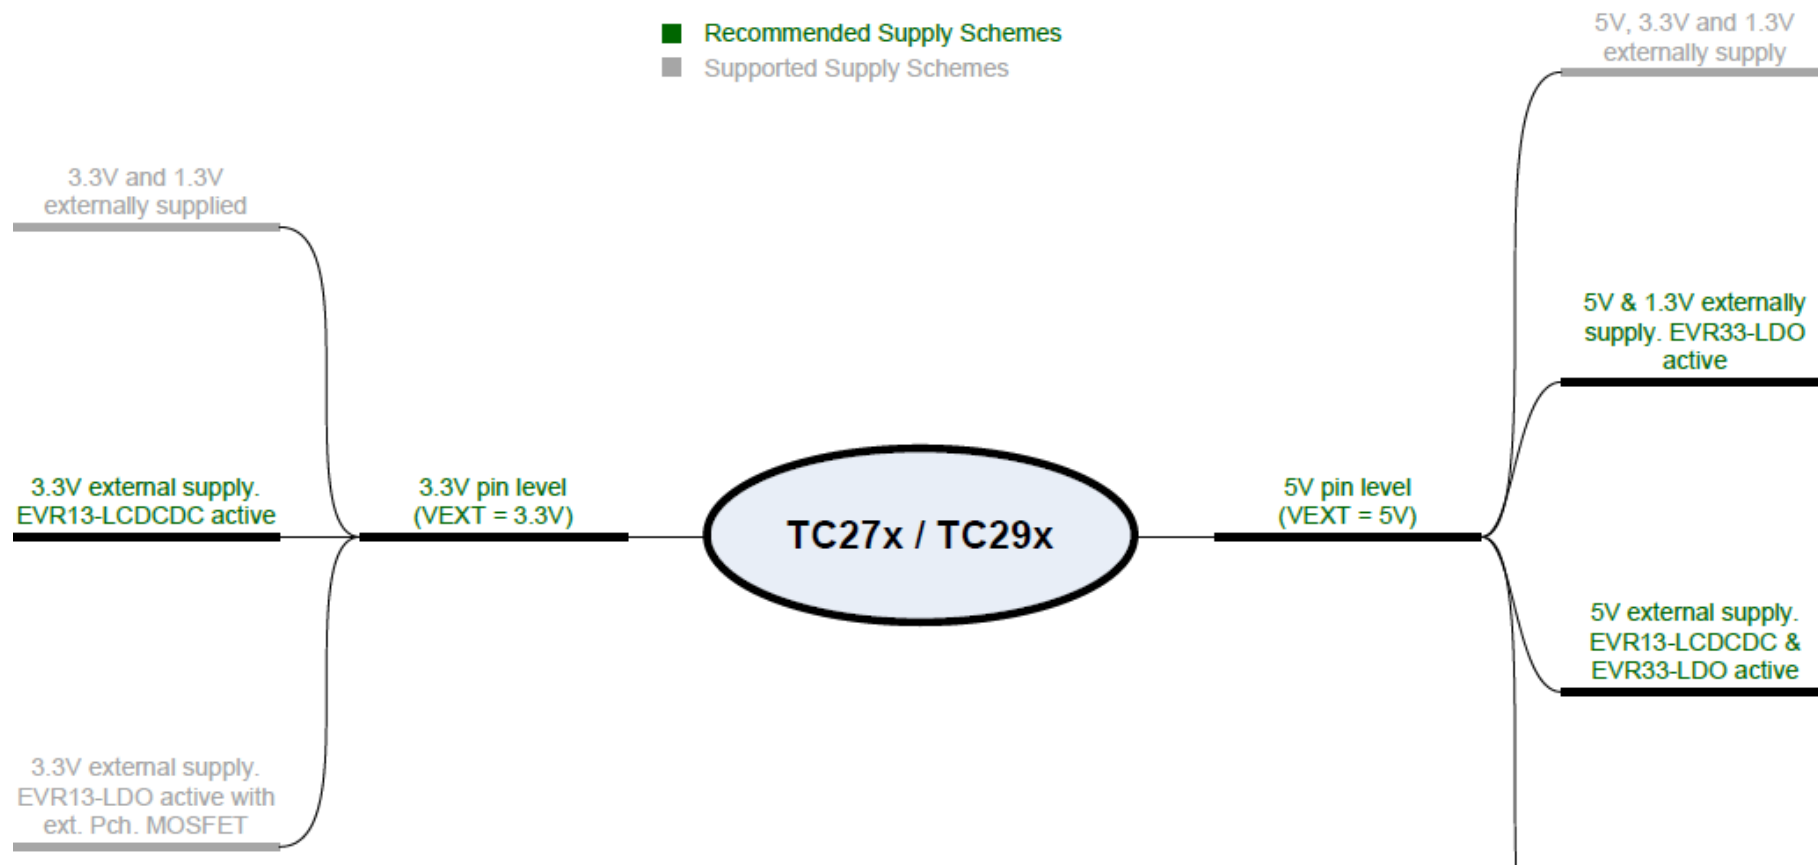 Recommended Supply Schemes
Supported Supply Schemes
5V, 3.3V and 1.3V
externally supply
3.3V and 1.3V
externally supplied
5V & 1.3V externally
supply. EVR33-LDO
active
3.3V external supply.
EVR13-LCDCDC active
3.3V pin level
(VEXT = 3.3V)
TC27x / TC29x
5V pin level
(VEXT = 5V)
5V external supply.
EVR13-LCDCDC &
EVR33-LDO active
3.3V external supply.
EVR13-LDO active with
ext. Pch. MOSFET